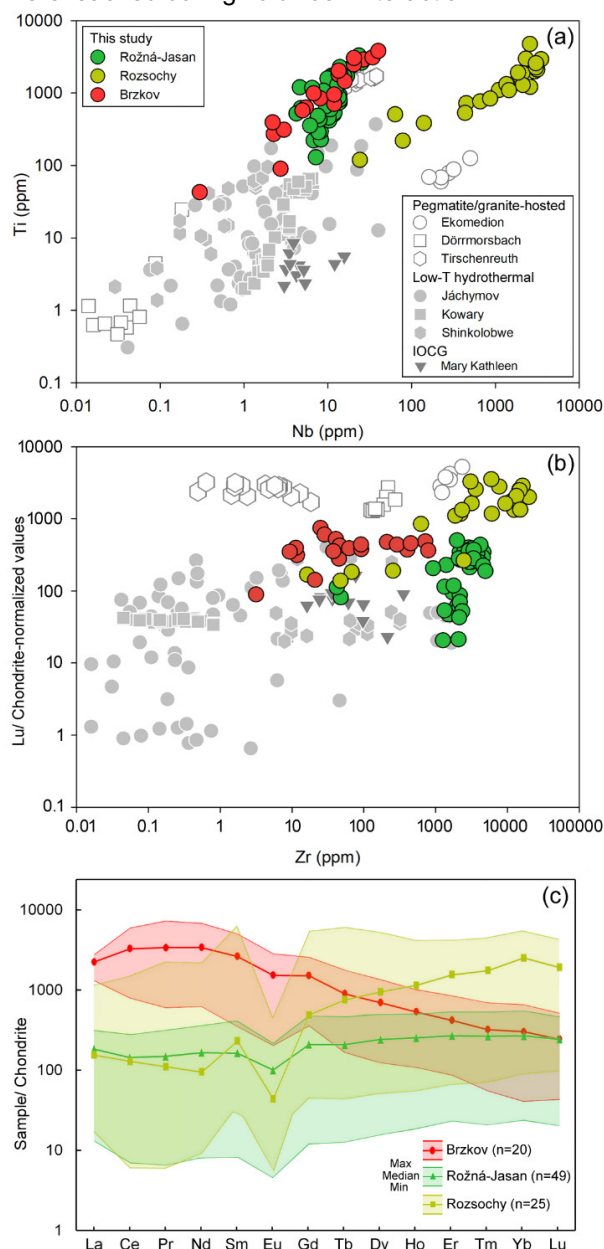 (a)
This study
Rožná-Jasan
Rozsochy
Brzkov
10000
1000
100
10
1
0.1
Ti (ppm)
Pegmatite/granite-hosted
Ekomedion
Dörrmorsbach
Tirschenreuth
Low-T hydrothermal
Jáchymov
Kowary
Shinkolobwe
IOCG
Mary Kathleen
0.01 0.1 1 10 100 1000 10000
Nb (ppm)
(b)
10000
1000
100
10
1
0.1
Lu/ Chondrite-normalized values
0.01 0.1 1 10 100 1000 10000 100000
Zr (ppm)
(c)
10000
1000
100
10
1
Sample/ Chondrite
Max
Median
Min
Brzkov (n=20)
Rožná-Jasan (n=49)
Rozsochy (n=25)
La Ce Pr Nd Sm Eu Gd Tb Dy Ho Er Tm Yb Lu